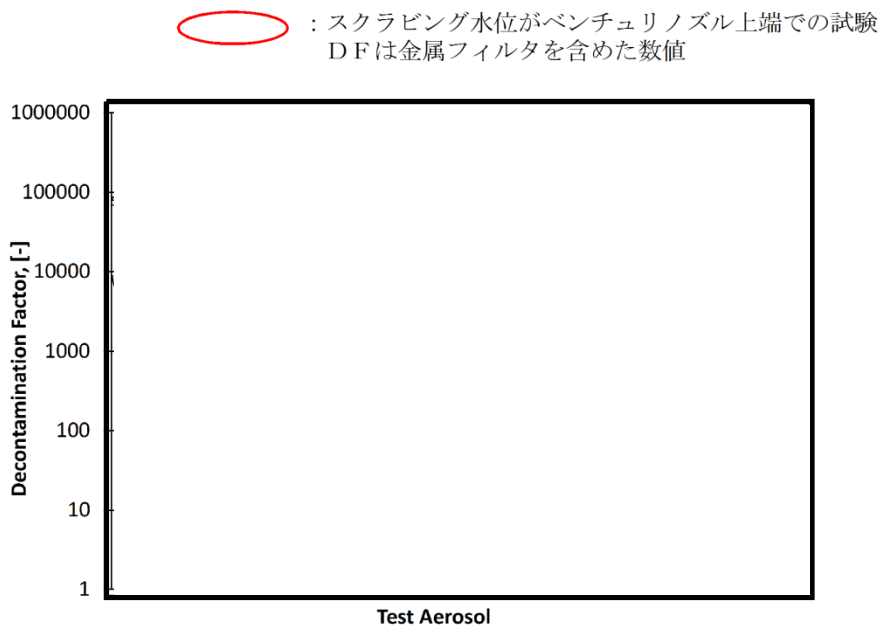 ：スクラビング水位がベンチュリノズル上端での試験
ＤＦは金属フィルタを含めた数値
1000000
100000
10000
1000
100
10
1
Decontamination Factor, [-]
Test Aerosol